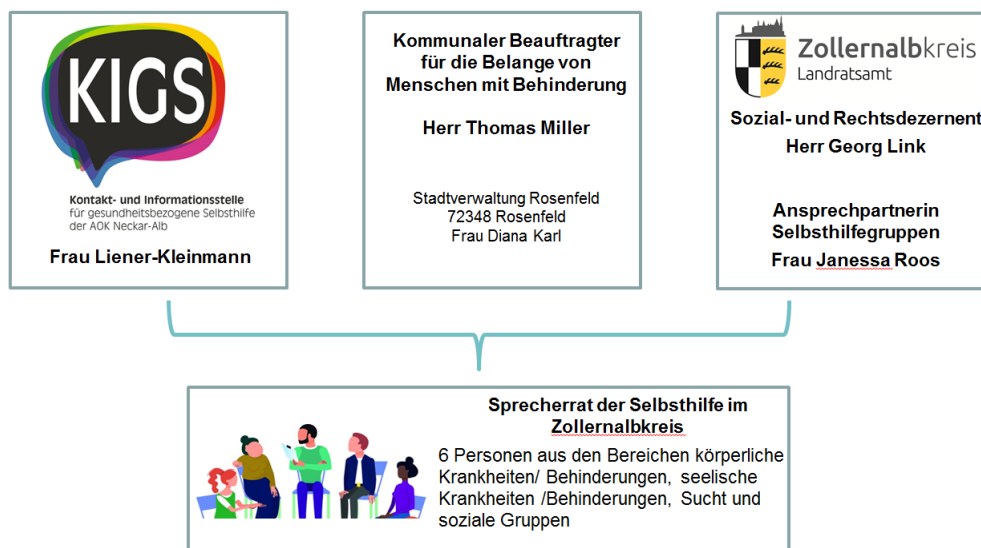 KIGS
Kontakt- und Informationsstelle
für gesundheitsbezogene Selbsthilfe
der AOK Neckar-Alb
Frau Liener-Kleinmann
Kommunaler Beauftragter
für die Belange von
Menschen mit Behinderung
Herr Thomas Miller
Stadtverwaltung Rosenfeld
72348 Rosenfeld
Frau Diana Karl
Zollernalbkreis
Landratsamt
Sozial- und Rechtsdezernent
Herr Georg Link
Ansprechpartnerin
Selbsthilfegruppen
Frau Janessa Roos
Sprecherrat der Selbsthilfe im
Zollernalbkreis
6 Personen aus den Bereichen körperliche
Krankheiten/ Behinderungen, seelische
Krankheiten /Behinderungen, Sucht und
soziale Gruppen